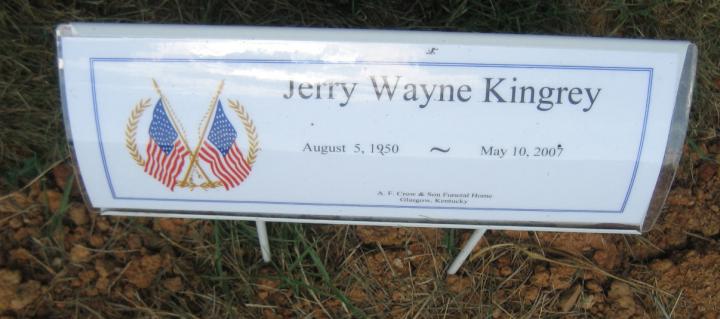 Jerry Wayne Kingrey
August 5, 1950 ~ May 10, 2007
A. F. Crow & Son Funeral Home
Glasgow, Kentucky